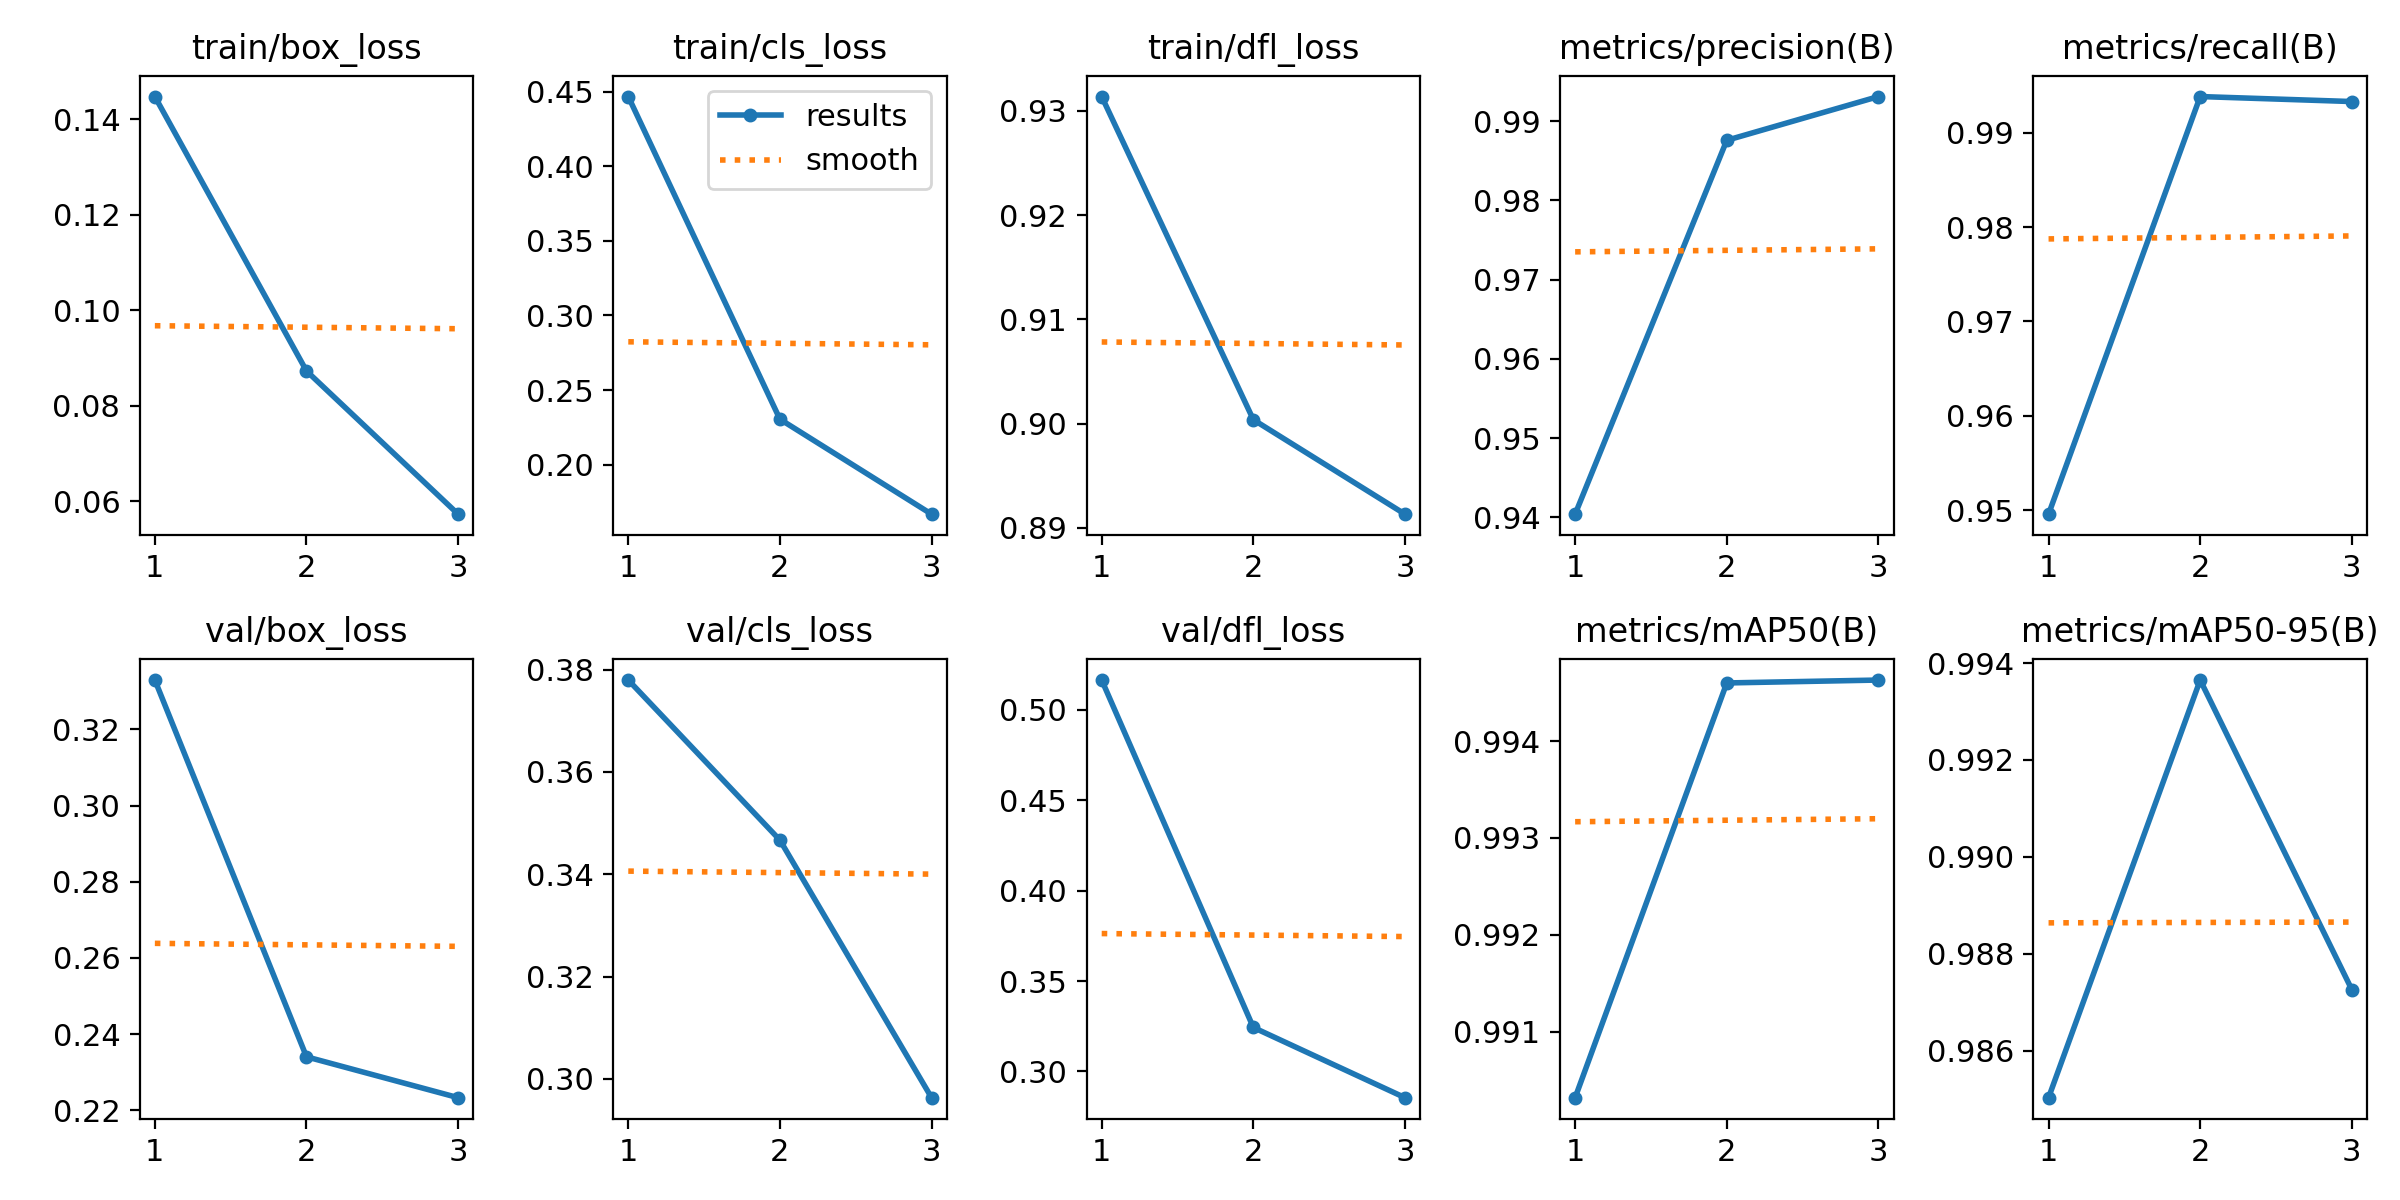 train/box_loss
0.14
0.12
0.10
0.08
0.06
1 2 3
train/cls_loss
results
smooth
0.45
0.40
0.35
0.30
0.25
0.20
1 2 3
train/dfl_loss
0.93
0.92
0.91
0.90
0.89
1 2 3
metrics/precision(B)
0.99
0.98
0.97
0.96
0.95
0.94
1 2 3
metrics/recall(B)
0.99
0.98
0.97
0.96
0.95
1 2 3
val/box_loss
0.32
0.30
0.28
0.26
0.24
0.22
1 2 3
val/cls_loss
0.38
0.36
0.34
0.32
0.30
1 2 3
val/dfl_loss
0.50
0.45
0.40
0.35
0.30
1 2 3
metrics/mAP50(B)
0.994
0.993
0.992
0.991
1 2 3
metrics/mAP50-95(B)
0.994
0.992
0.990
0.988
0.986
1 2 3